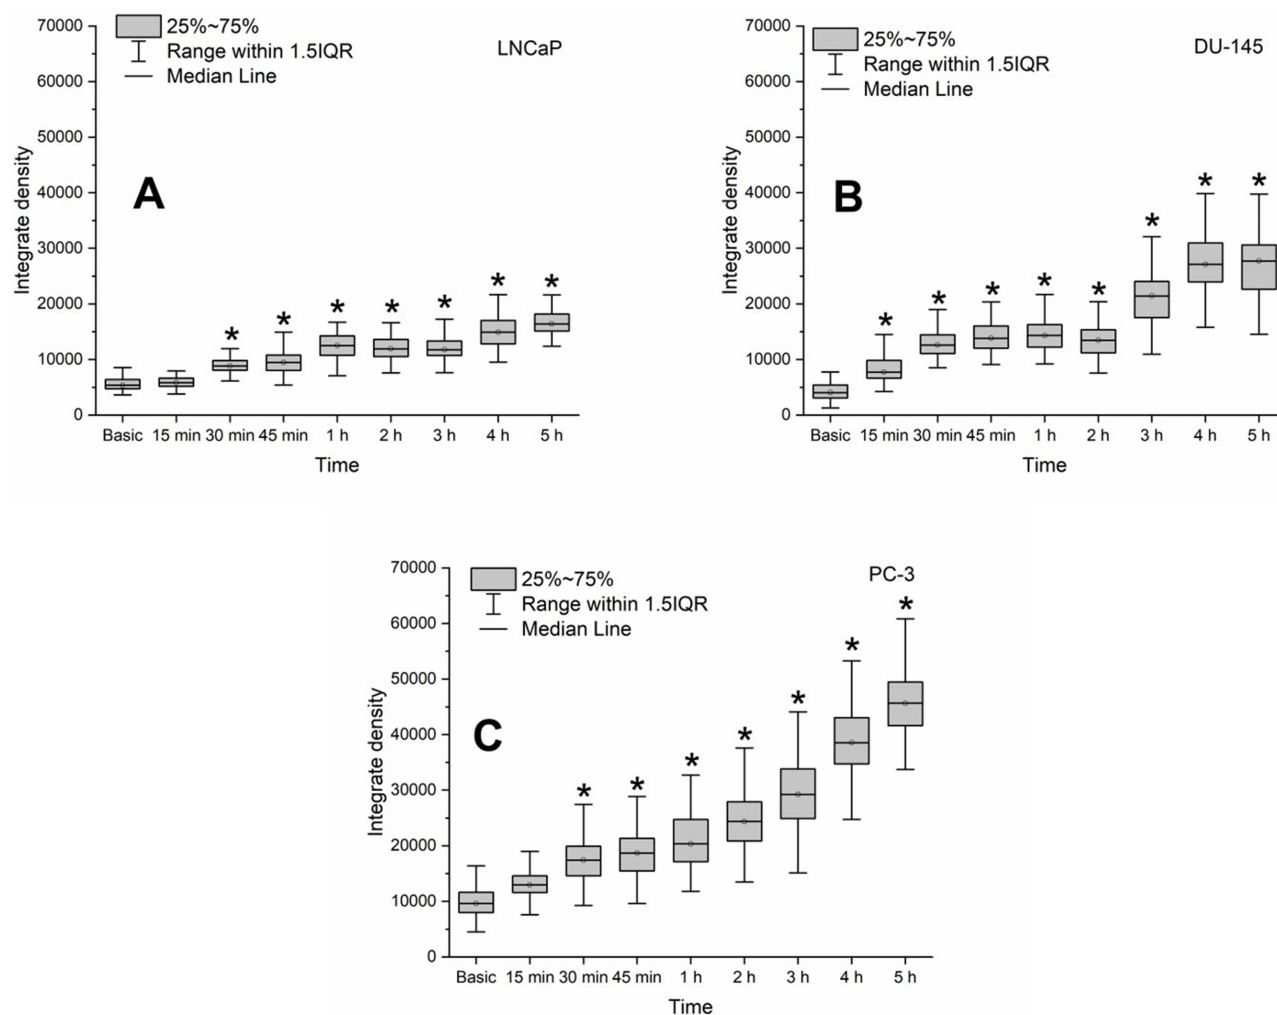 70000
25%~75%
Range within 1.5IQR
Median Line
LNCaP
60000
50000
40000
30000
20000
10000
0
Integrate density
A
*
*
*
*
*
*
*
Basic 15 min 30 min 45 min 1 h 2 h 3 h 4 h 5 h
Time
70000
25%~75%
Range within 1.5IQR
Median Line
DU-145
60000
50000
40000
30000
20000
10000
0
Integrate density
B
*
*
*
*
*
*
*
*
Basic 15 min 30 min 45 min 1 h 2 h 3 h 4 h 5 h
Time
70000
25%~75%
Range within 1.5IQR
Median Line
PC-3
60000
50000
40000
30000
20000
10000
0
Integrate density
C
*
*
*
*
*
*
*
Basic 15 min 30 min 45 min 1 h 2 h 3 h 4 h 5 h
Time